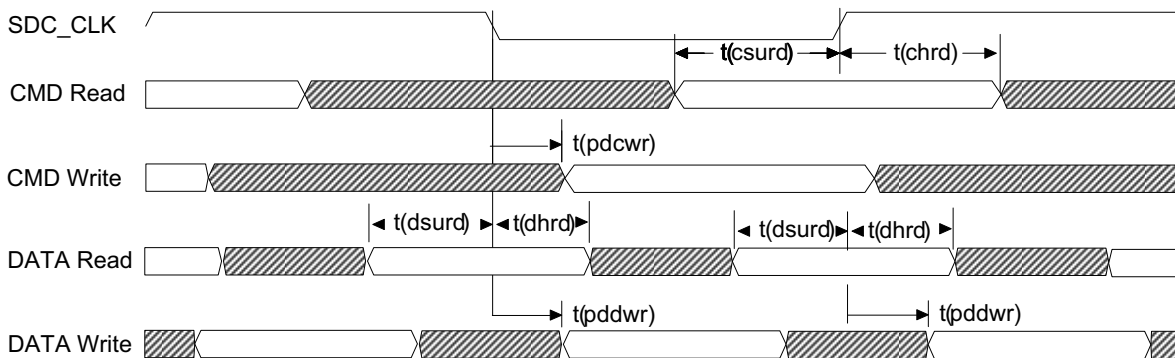 SDC_CLK
t(csurd) t(chrd)
CMD Read
t(pdcwr)
CMD Write
t(dsurd) t(dhrd) t(dsurd) t(dhrd)
DATA Read
t(pddwr) t(pddwr)
DATA Write